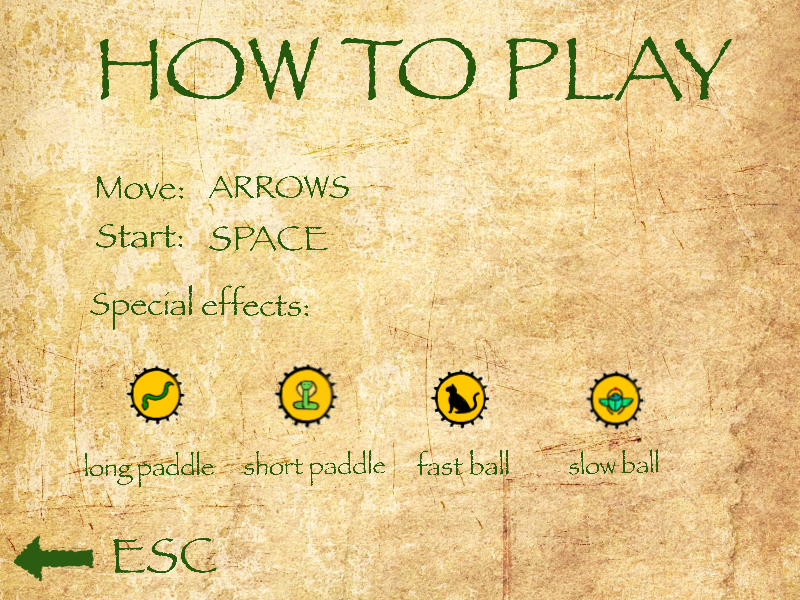 HOW TO PLAY
Move: ARROWS
Start: SPACE
Special effects:
long paddle short paddle fast ball slow ball
ESC